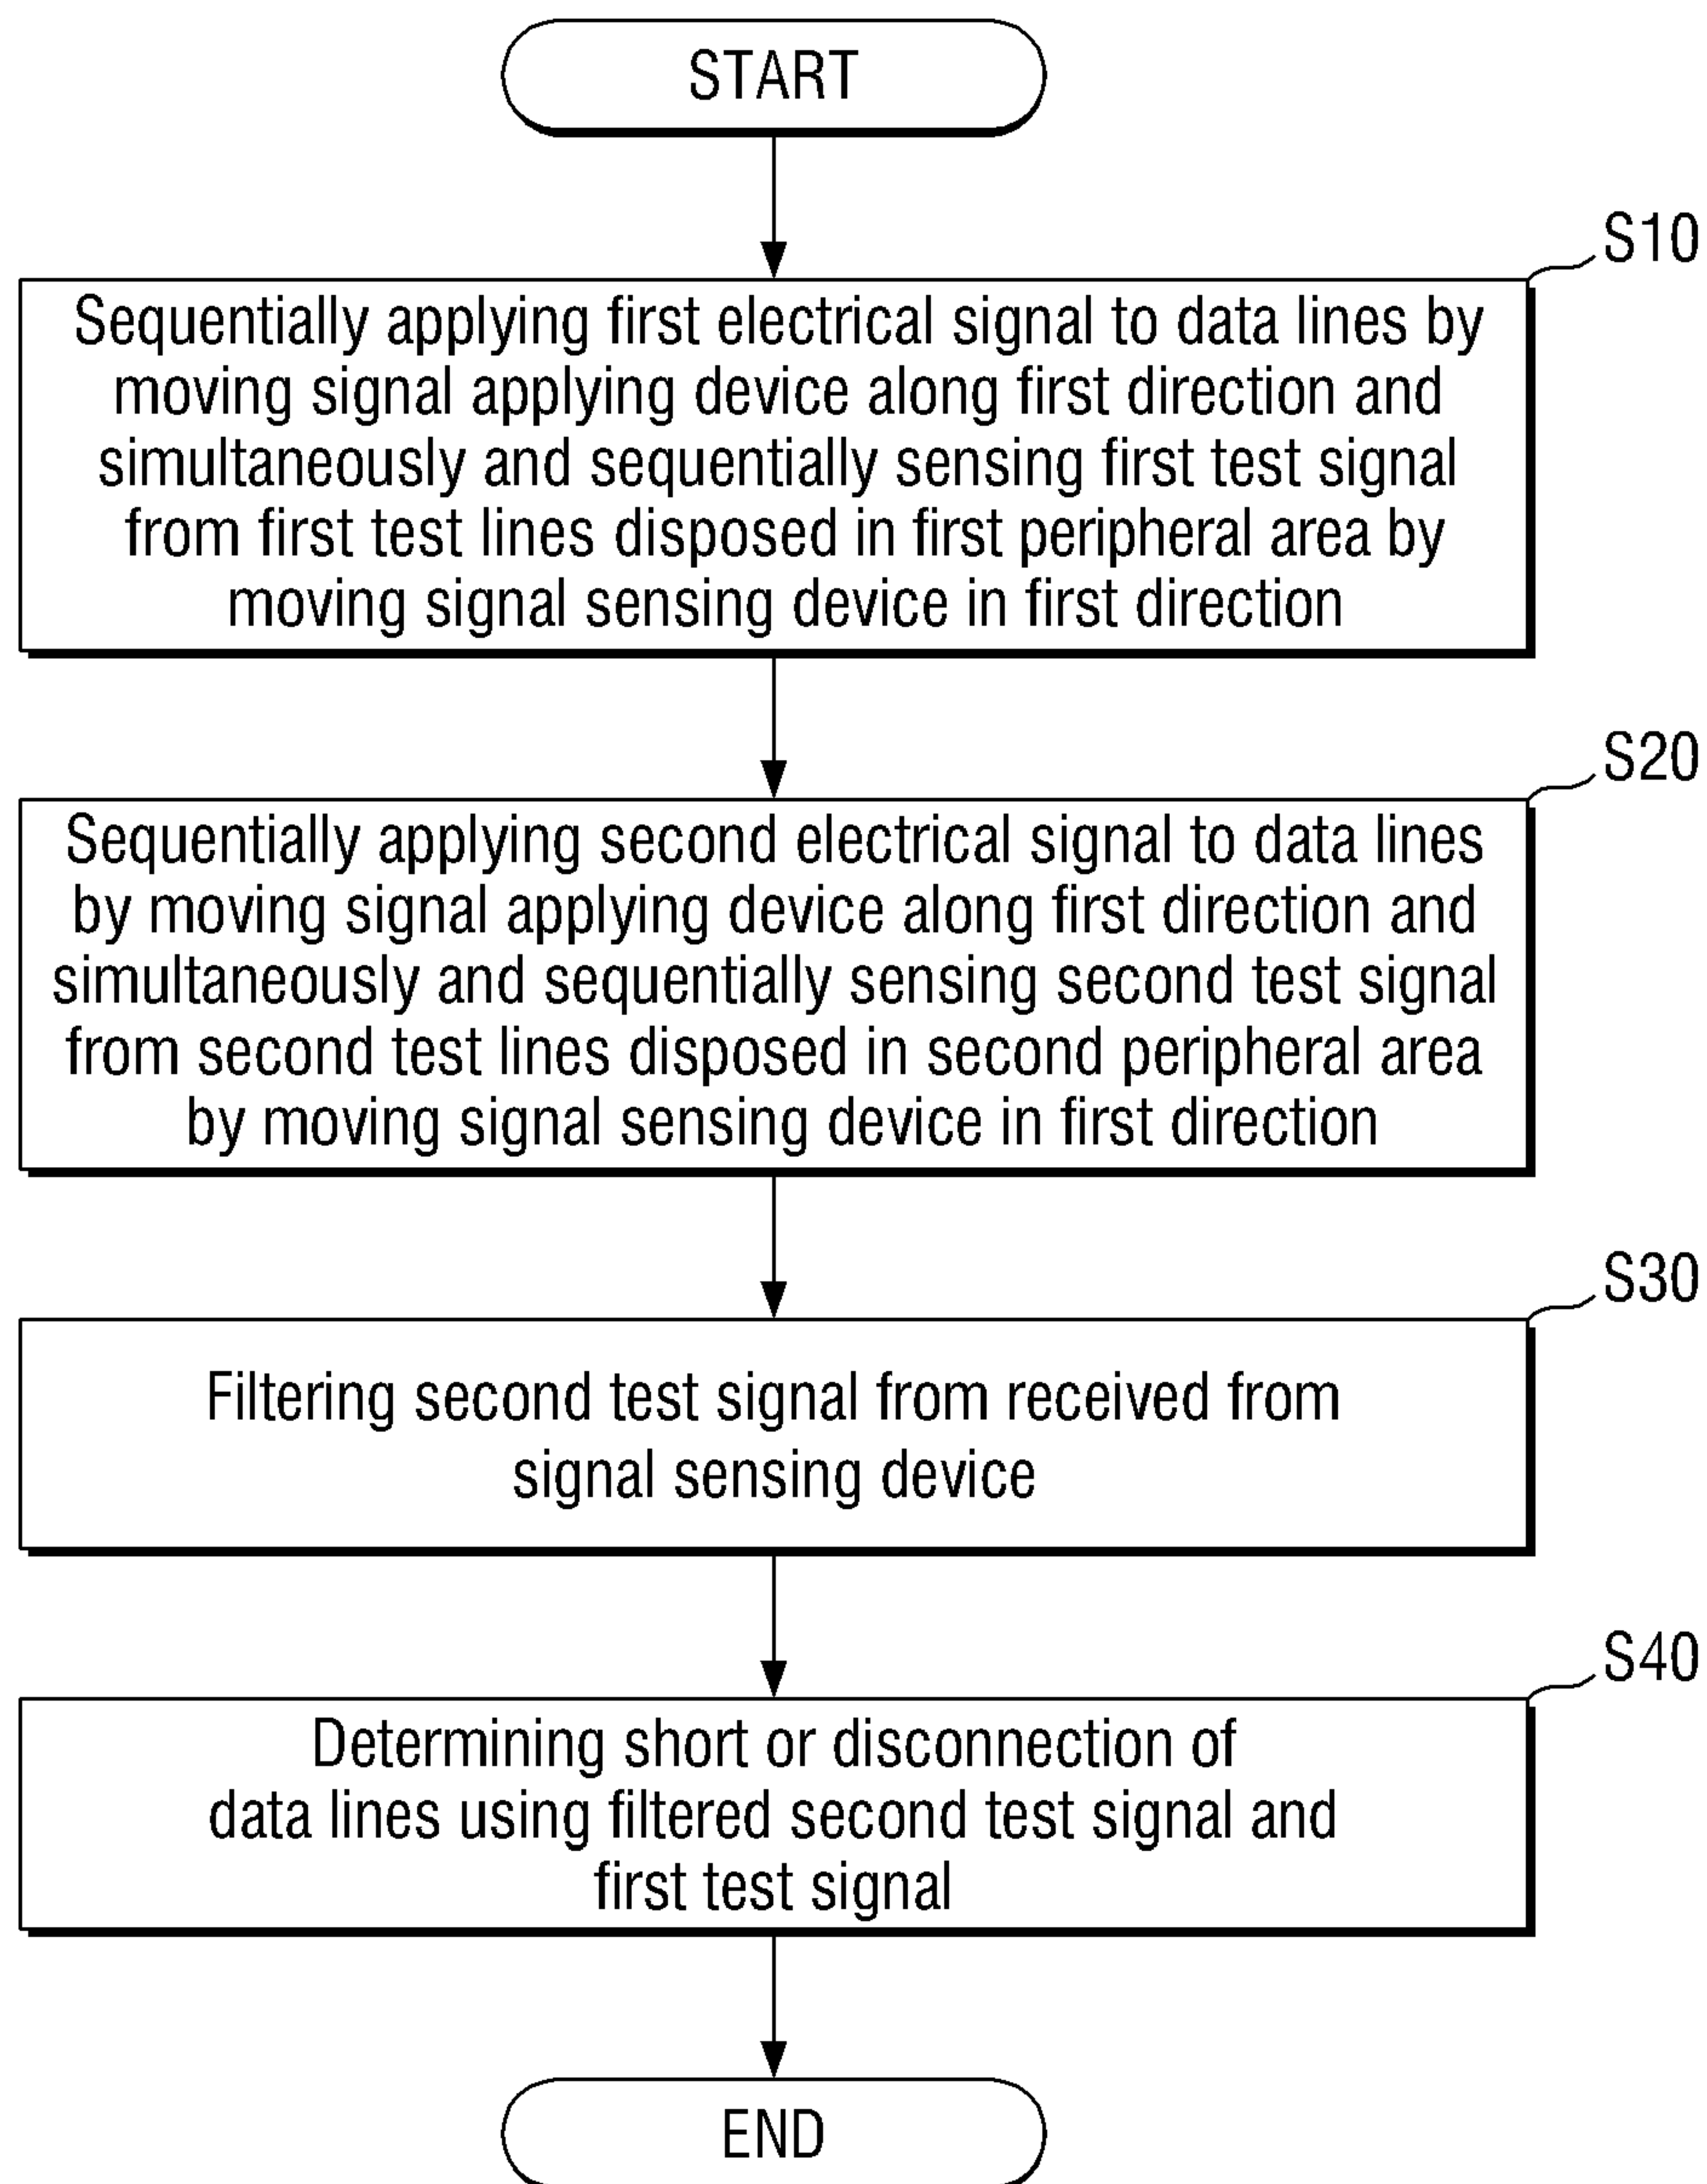 START
S10
Sequentially applying first electrical signal to data lines by
moving signal applying device along first direction and
simultaneously and sequentially sensing first test signal
from first test lines disposed in first peripheral area by
moving signal sensing device in first direction
S20
Sequentially applying second electrical signal to data lines
by moving signal applying device along first direction and
simultaneously and sequentially sensing second test signal
from second test lines disposed in second peripheral area
by moving signal sensing device in first direction
S30
Filtering second test signal from received from
signal sensing device
S40
Determining short or disconnection of
data lines using filtered second test signal and
first test signal
END